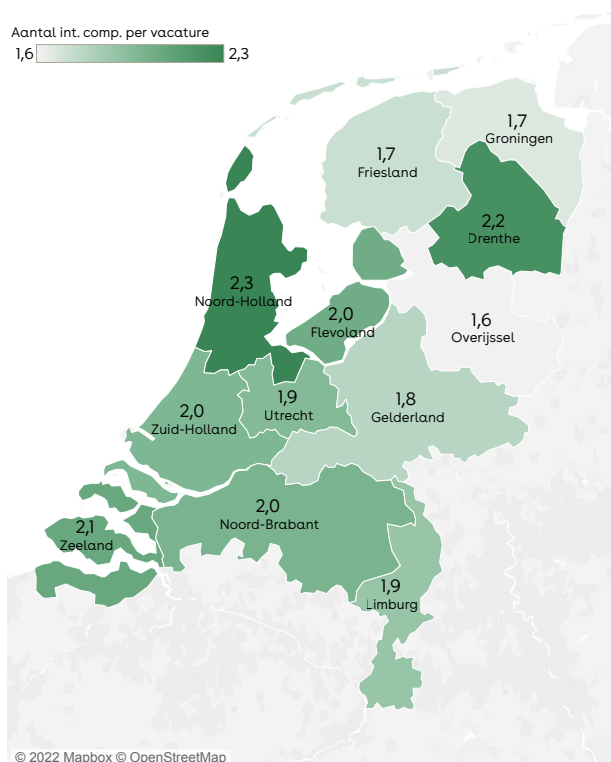 Aantal int. comp. per vacature
1,6 2,3
1,7
Groningen
1,7
Friesland
2,2
Drenthe
2,3
Noord-Holland
2,0
Flevoland
1,6
Overijssel
1,9
Utrecht
1,8
Gelderland
2,0
Zuid-Holland
2,0
Noord-Brabant
2,1
Zeeland
1,9
Limburg
© 2022 Mapbox © OpenStreetMap